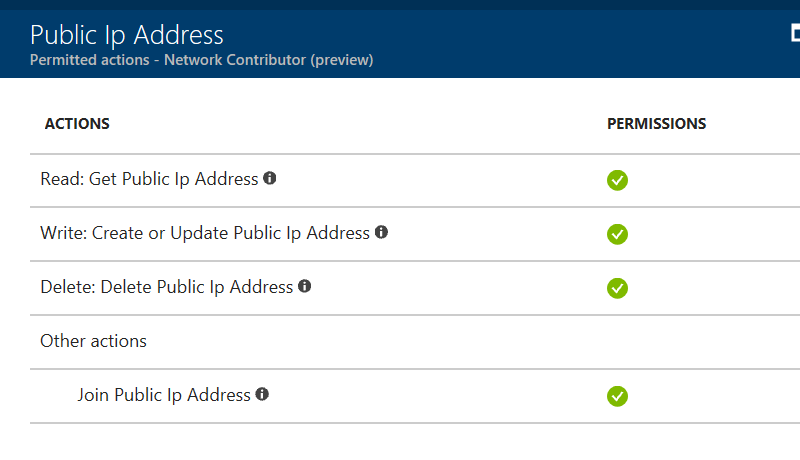 Public Ip Address
Permitted actions - Network Contributor (preview)
ACTIONS PERMISSIONS
Read: Get Public Ip Address
Write: Create or Update Public Ip Address
Delete: Delete Public Ip Address
Other actions
Join Public Ip Address